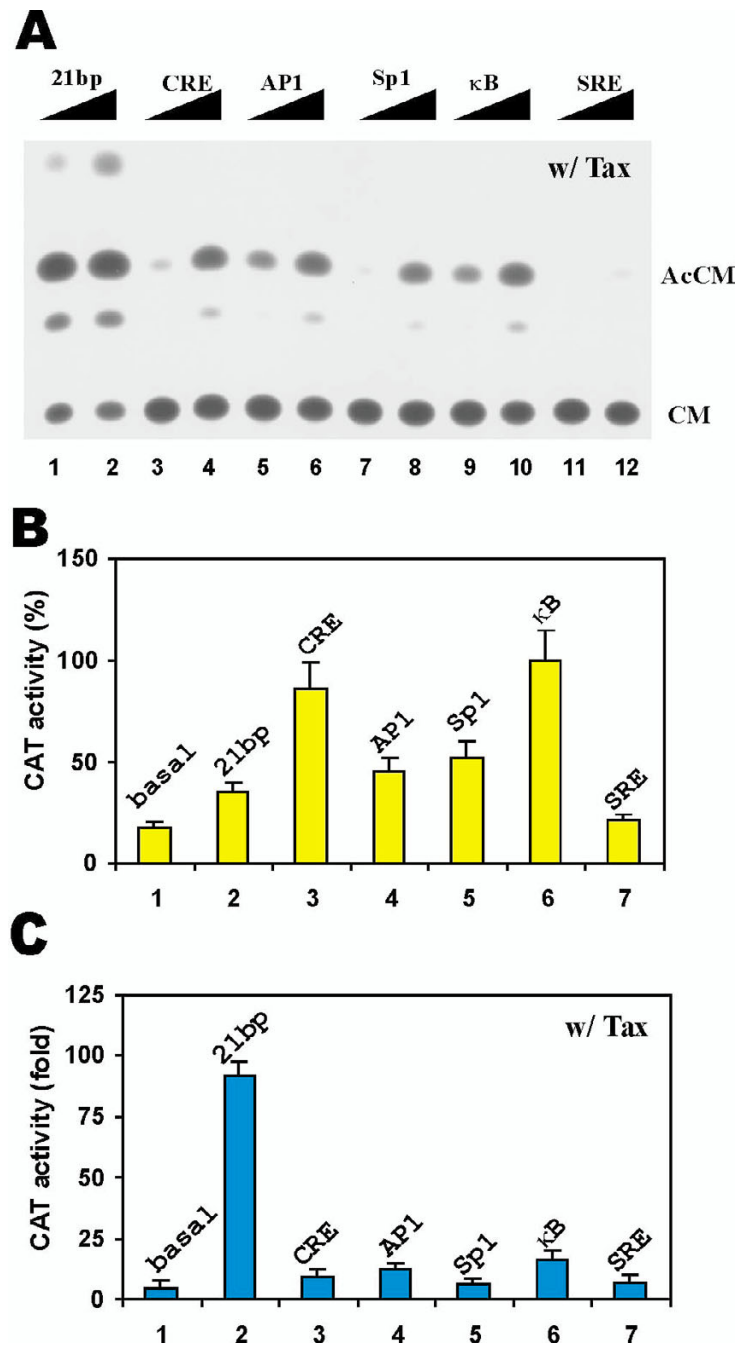 A
21bp CRE AP1 Sp1 κB SRE
w/ Tax
AcCM
CM
1 2 3 4 5 6 7 8 9 10 11 12
B
CAT activity (%)
150
100
50
0
basal 21bp CRE AP1 Sp1 κB SRE
1 2 3 4 5 6 7
C
CAT activity (fold)
w/ Tax
125
100
75
50
25
0
basal 21bp CRE AP1 Sp1 κB SRE
1 2 3 4 5 6 7